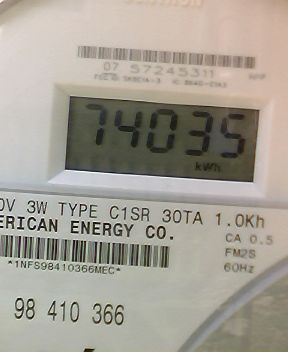 07 57245311
74035
kWh
0V 3W TYPE C1SR 30TA 1.0Kh
ERICAN ENERGY CO.
CA 0.5
FM2S
60Hz
*1NFS98410366MEC*
98 410 366